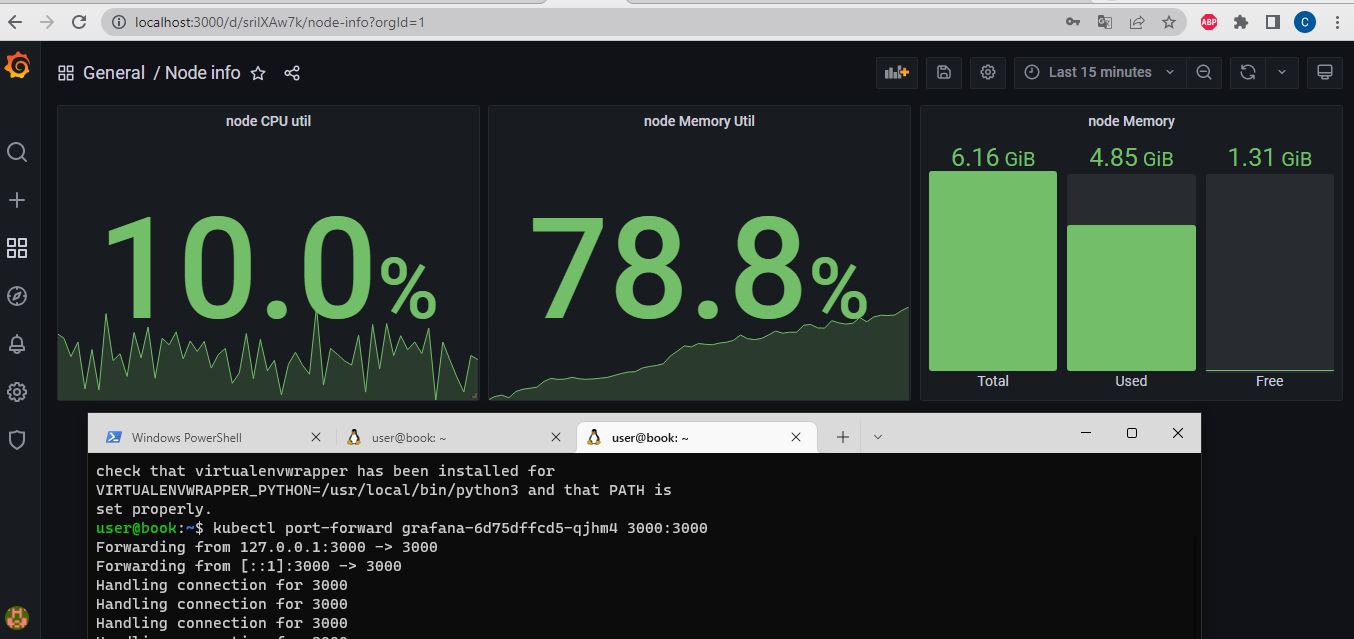 localhost:3000/d/sriIXAw7k/node-info?orgId=1
ABP
C
General / Node info
Last 15 minutes
node CPU util
10.0%
node Memory Util
78.8%
node Memory
6.16 GiB
4.85 GiB
1.31 GiB
Total
Used
Free
Windows PowerShell
user@book: ~
user@book: ~
check that virtualenvwrapper has been installed for
VIRTUALENVWRAPPER_PYTHON=/usr/local/bin/python3 and that PATH is
set properly.
user@book:~$ kubectl port-forward grafana-6d75dffcd5-qjhm4 3000:3000
Forwarding from 127.0.0.1:3000 -> 3000
Forwarding from [::1]:3000 -> 3000
Handling connection for 3000
Handling connection for 3000
Handling connection for 3000